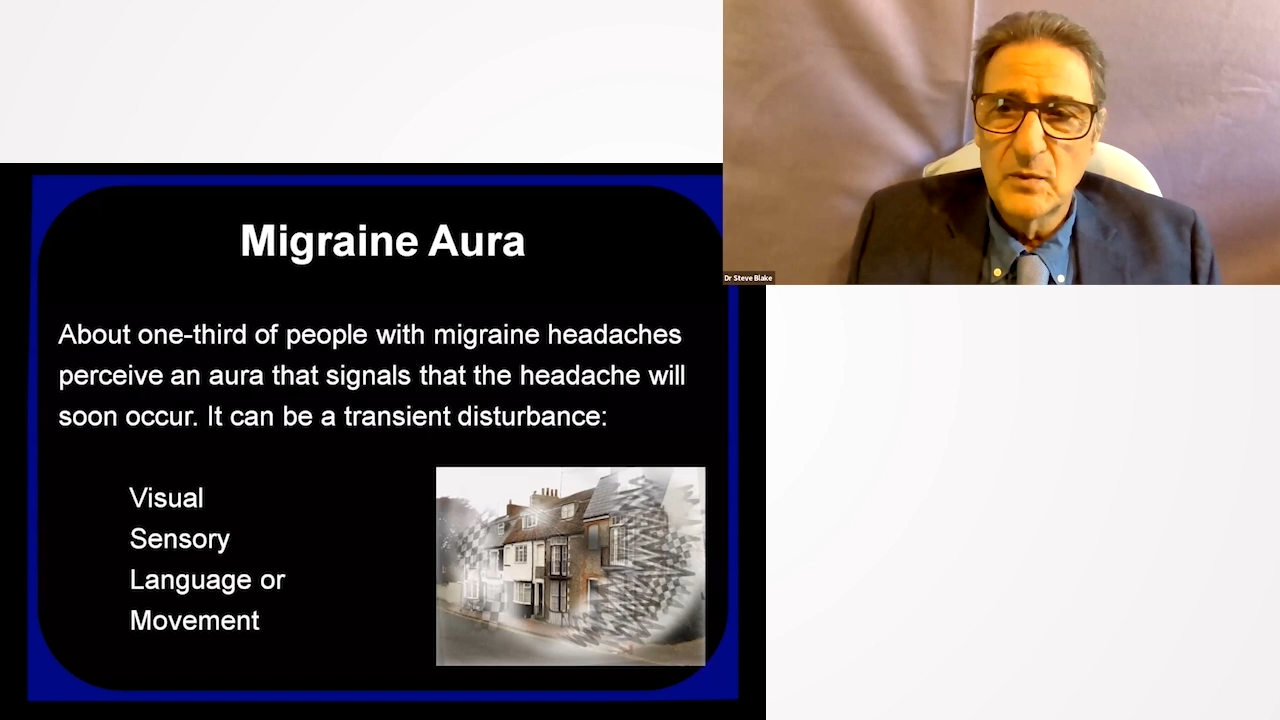 Dr Steve Blake
Migraine Aura
About one-third of people with migraine headaches
perceive an aura that signals that the headache will
soon occur. It can be a transient disturbance:
Visual
Sensory
Language or
Movement